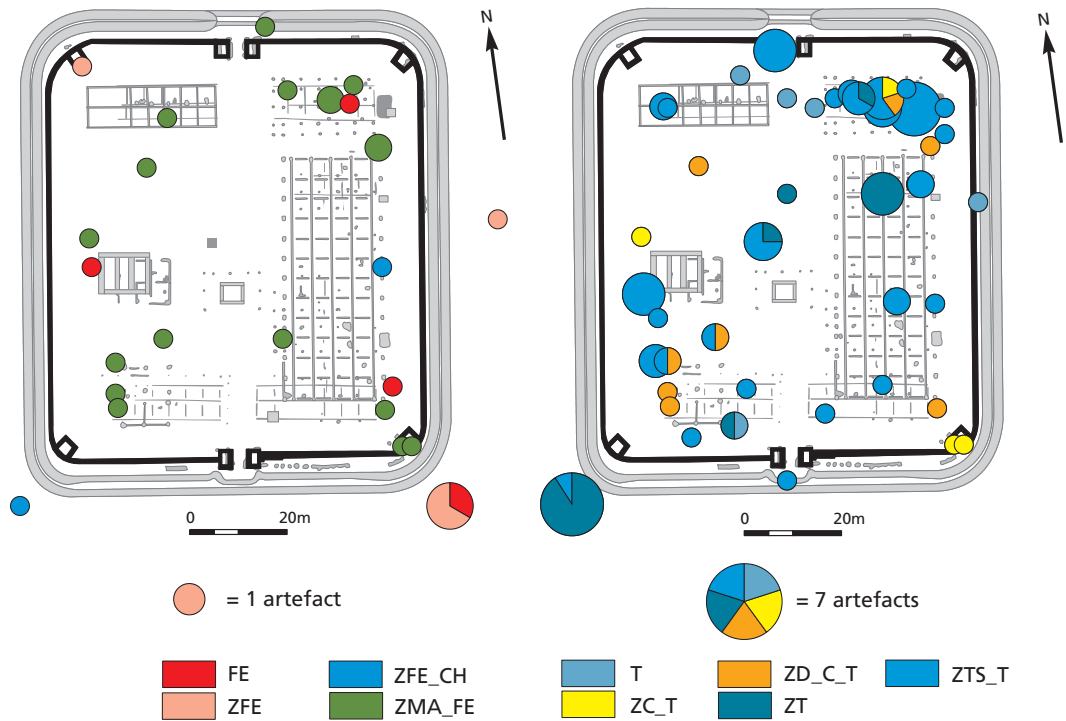 N
N
0 20m
0 20m
= 1 artefact
= 7 artefacts
FE
ZFE_CH
T
ZD_C_T
ZTS_T
ZFE
ZMA_FE
ZC_T
ZT